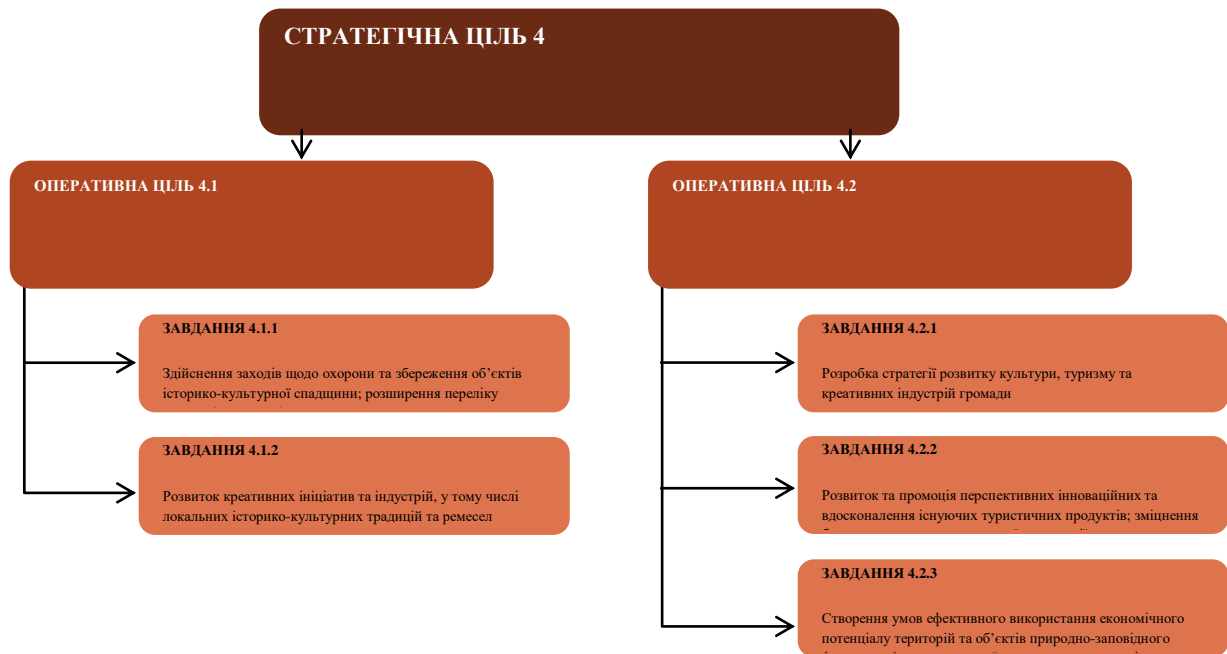 СТРАТЕГІЧНА ЦІЛЬ 4
ОПЕРАТИВНА ЦІЛЬ 4.1
ЗАВДАННЯ 4.1.1
Здійснення заходів щодо охорони та збереження об’єктів
історико-культурної спадщини; розширення переліку
ЗАВДАННЯ 4.1.2
Розвиток креативних ініціатив та індустрій, у тому числі
локальних історико-культурних традицій та ремесел
ОПЕРАТИВНА ЦІЛЬ 4.2
ЗАВДАННЯ 4.2.1
Розробка стратегії розвитку культури, туризму та
креативних індустрій громади
ЗАВДАННЯ 4.2.2
Розвиток та промоція перспективних інноваційних та
вдосконалення існуючих туристичних продуктів; зміцнення
ЗАВДАННЯ 4.2.3
Створення умов ефективного використання економічного
потенціалу територій та об’єктів природно-заповідного